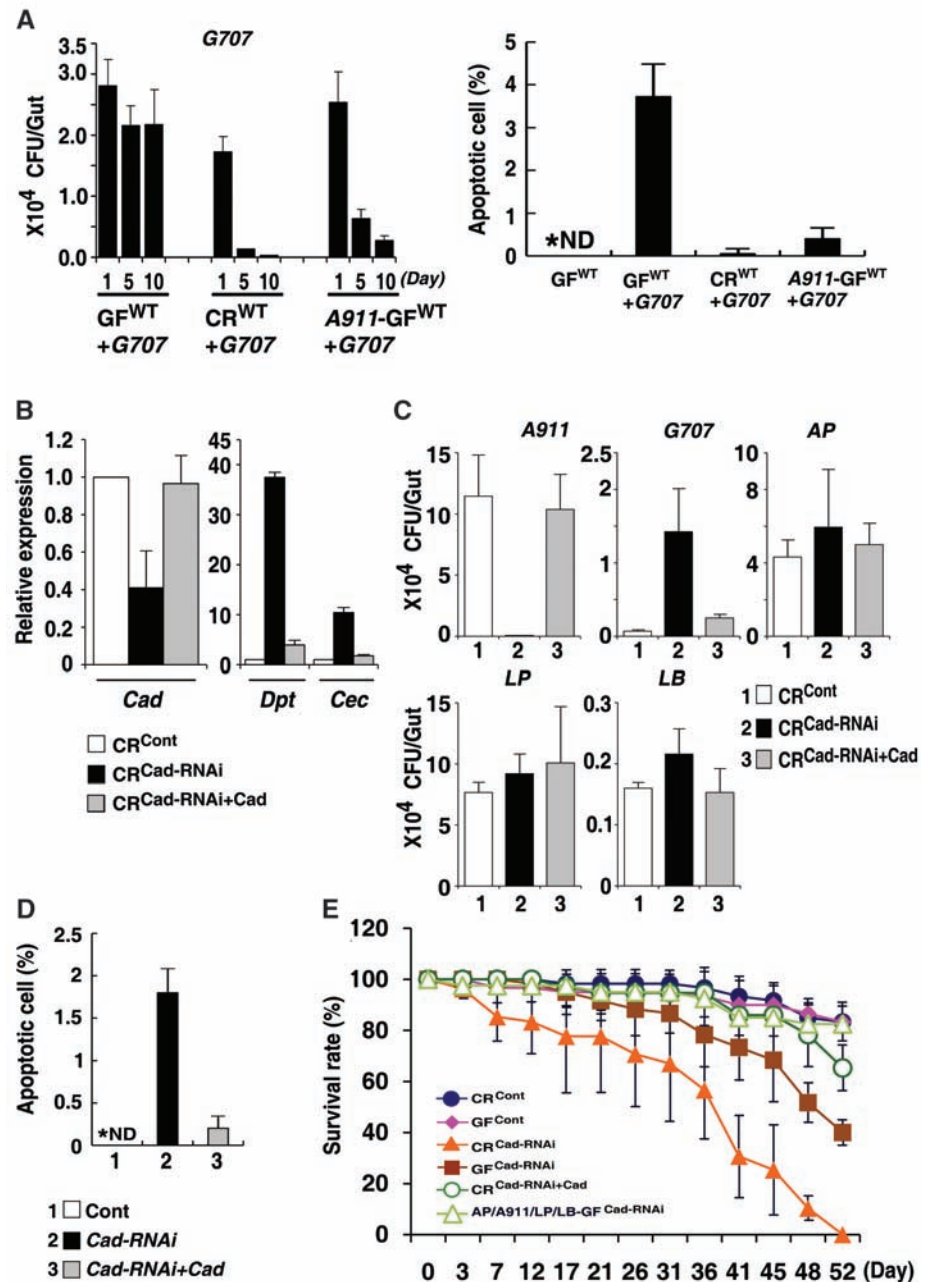 A
G707
X10⁴ CFU/Gut
3.5
3.0
2.0
1.0
0.0
1 5 10 1 5 10 1 5 10 (Day)
GF^WT CR^WT A911-GF^WT
+G707 +G707 +G707
Apoptotic cell (%)
5
4
3
2
1
0
*ND
GF^WT GF^WT CR^WT A911-GF^WT
+G707 +G707 +G707
B
Relative expression
1.2
1.0
0.8
0.6
0.4
0.2
0
Cad
45
36
20
10
0
Dpt Cec
CR^Cont
CR^Cad-RNAi
CR^Cad-RNAi+Cad
C
A911 G707 AP
X10⁴ CFU/Gut
15
10
5
0
1 2 3
2.5
2
1
0
1 2 3
10
8
6
4
2
0
1 2 3
LP LB
X10⁴ CFU/Gut
15
10
5
0
1 2 3
0.3
0.2
0.1
0
1 2 3
1 CR^Cont
2 CR^Cad-RNAi
3 CR^Cad-RNAi+Cad
D
Apoptotic cell (%)
2.5
2
1.5
1
0.5
0
*ND
1 2 3
1 Cont
2 Cad-RNAi
3 Cad-RNAi+Cad
E
Survival rate (%)
120
100
80
60
40
20
0
CR^Cont
GF^Cont
CR^Cad-RNAi
GF^Cad-RNAi
CR^Cad-RNAi+Cad
AP/A911/LP/LB-GF^Cad-RNAi
0 3 7 12 17 21 26 31 36 41 45 48 52 (Day)